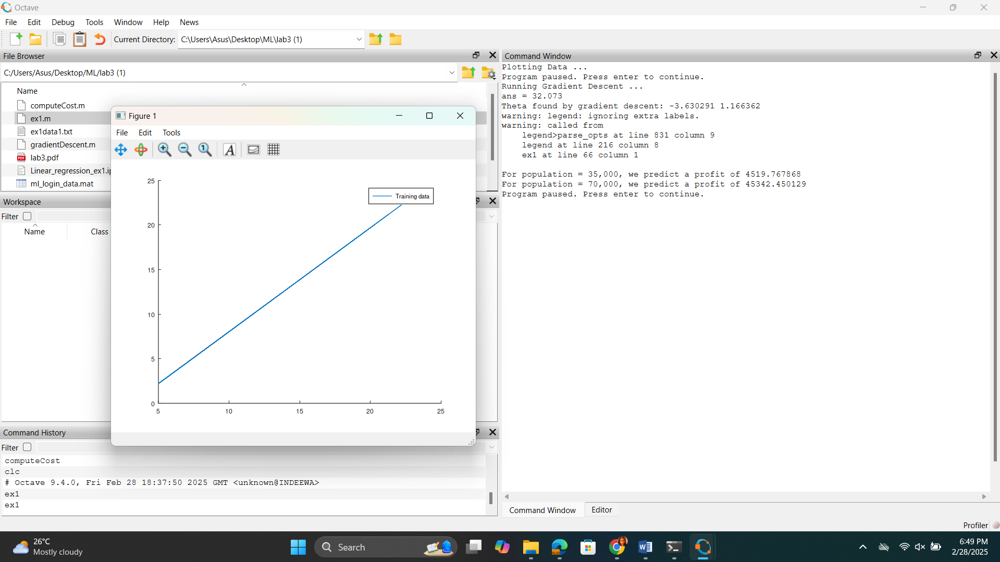 Octave
File Edit Debug Tools Window Help News
Current Directory: C:\Users\Asus\Desktop\ML\lab3 (1)
File Browser
C:/Users/Asus/Desktop/ML/lab3 (1)
Name
computeCost.m
ex1.m
ex1data1.txt
gradientDescent.m
lab3.pdf
Linear_regression_ex1.i
ml_login_data.mat
Workspace
Filter
Name Class
Command History
Filter
computeCost
clc
# Octave 9.4.0, Fri Feb 28 18:37:50 2025 GMT <unknown@INDEEWA>
ex1
ex1
Figure 1
File Edit Tools
A
25
20
15
10
5
0
5 10 15 20 25
Training data
Command Window
Plotting Data ...
Program paused. Press enter to continue.
Running Gradient Descent ...
ans = 32.073
Theta found by gradient descent: -3.630291 1.166362
warning: legend: ignoring extra labels.
warning: called from
legend>parse_opts at line 831 column 9
legend at line 216 column 8
ex1 at line 66 column 1
For population = 35,000, we predict a profit of 4519.767868
For population = 70,000, we predict a profit of 45342.450129
Program paused. Press enter to continue.
Command Window Editor
Profiler
26°C
Mostly cloudy
Search
6:49 PM
2/28/2025